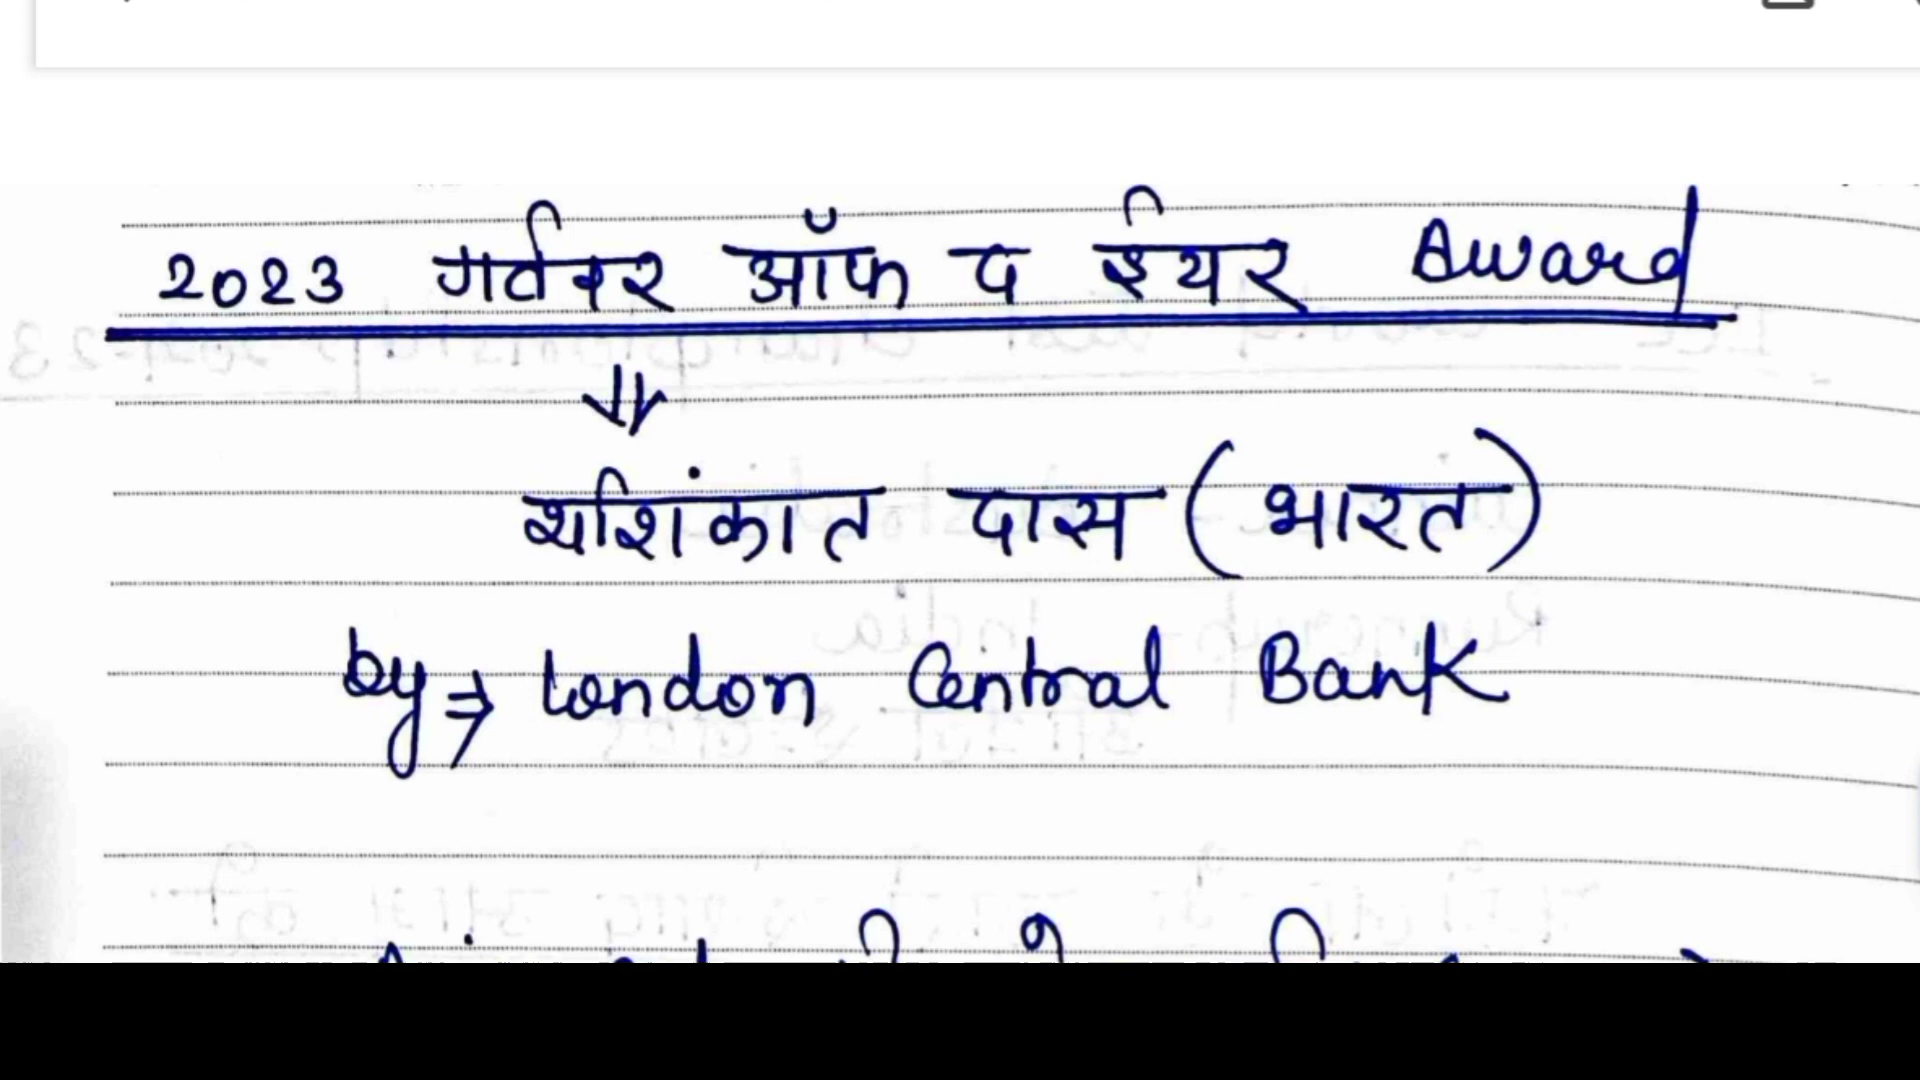 2023 गर्वनर ऑफ द ईयर Award
शशिकांत दास (भारत)
by ⇒ London Central Bank